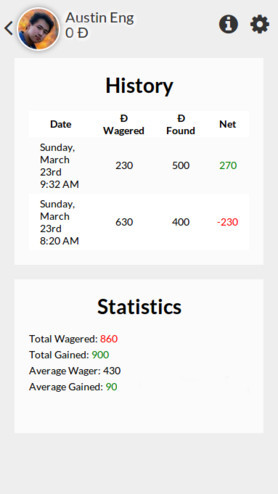 Austin Eng
0 Đ
History
Date Đ Wagered Đ Found Net
Sunday, March 23rd 9:32 AM 230 500 270
Sunday, March 23rd 8:20 AM 630 400 -230
Statistics
Total Wagered: 860
Total Gained: 900
Average Wager: 430
Average Gained: 90